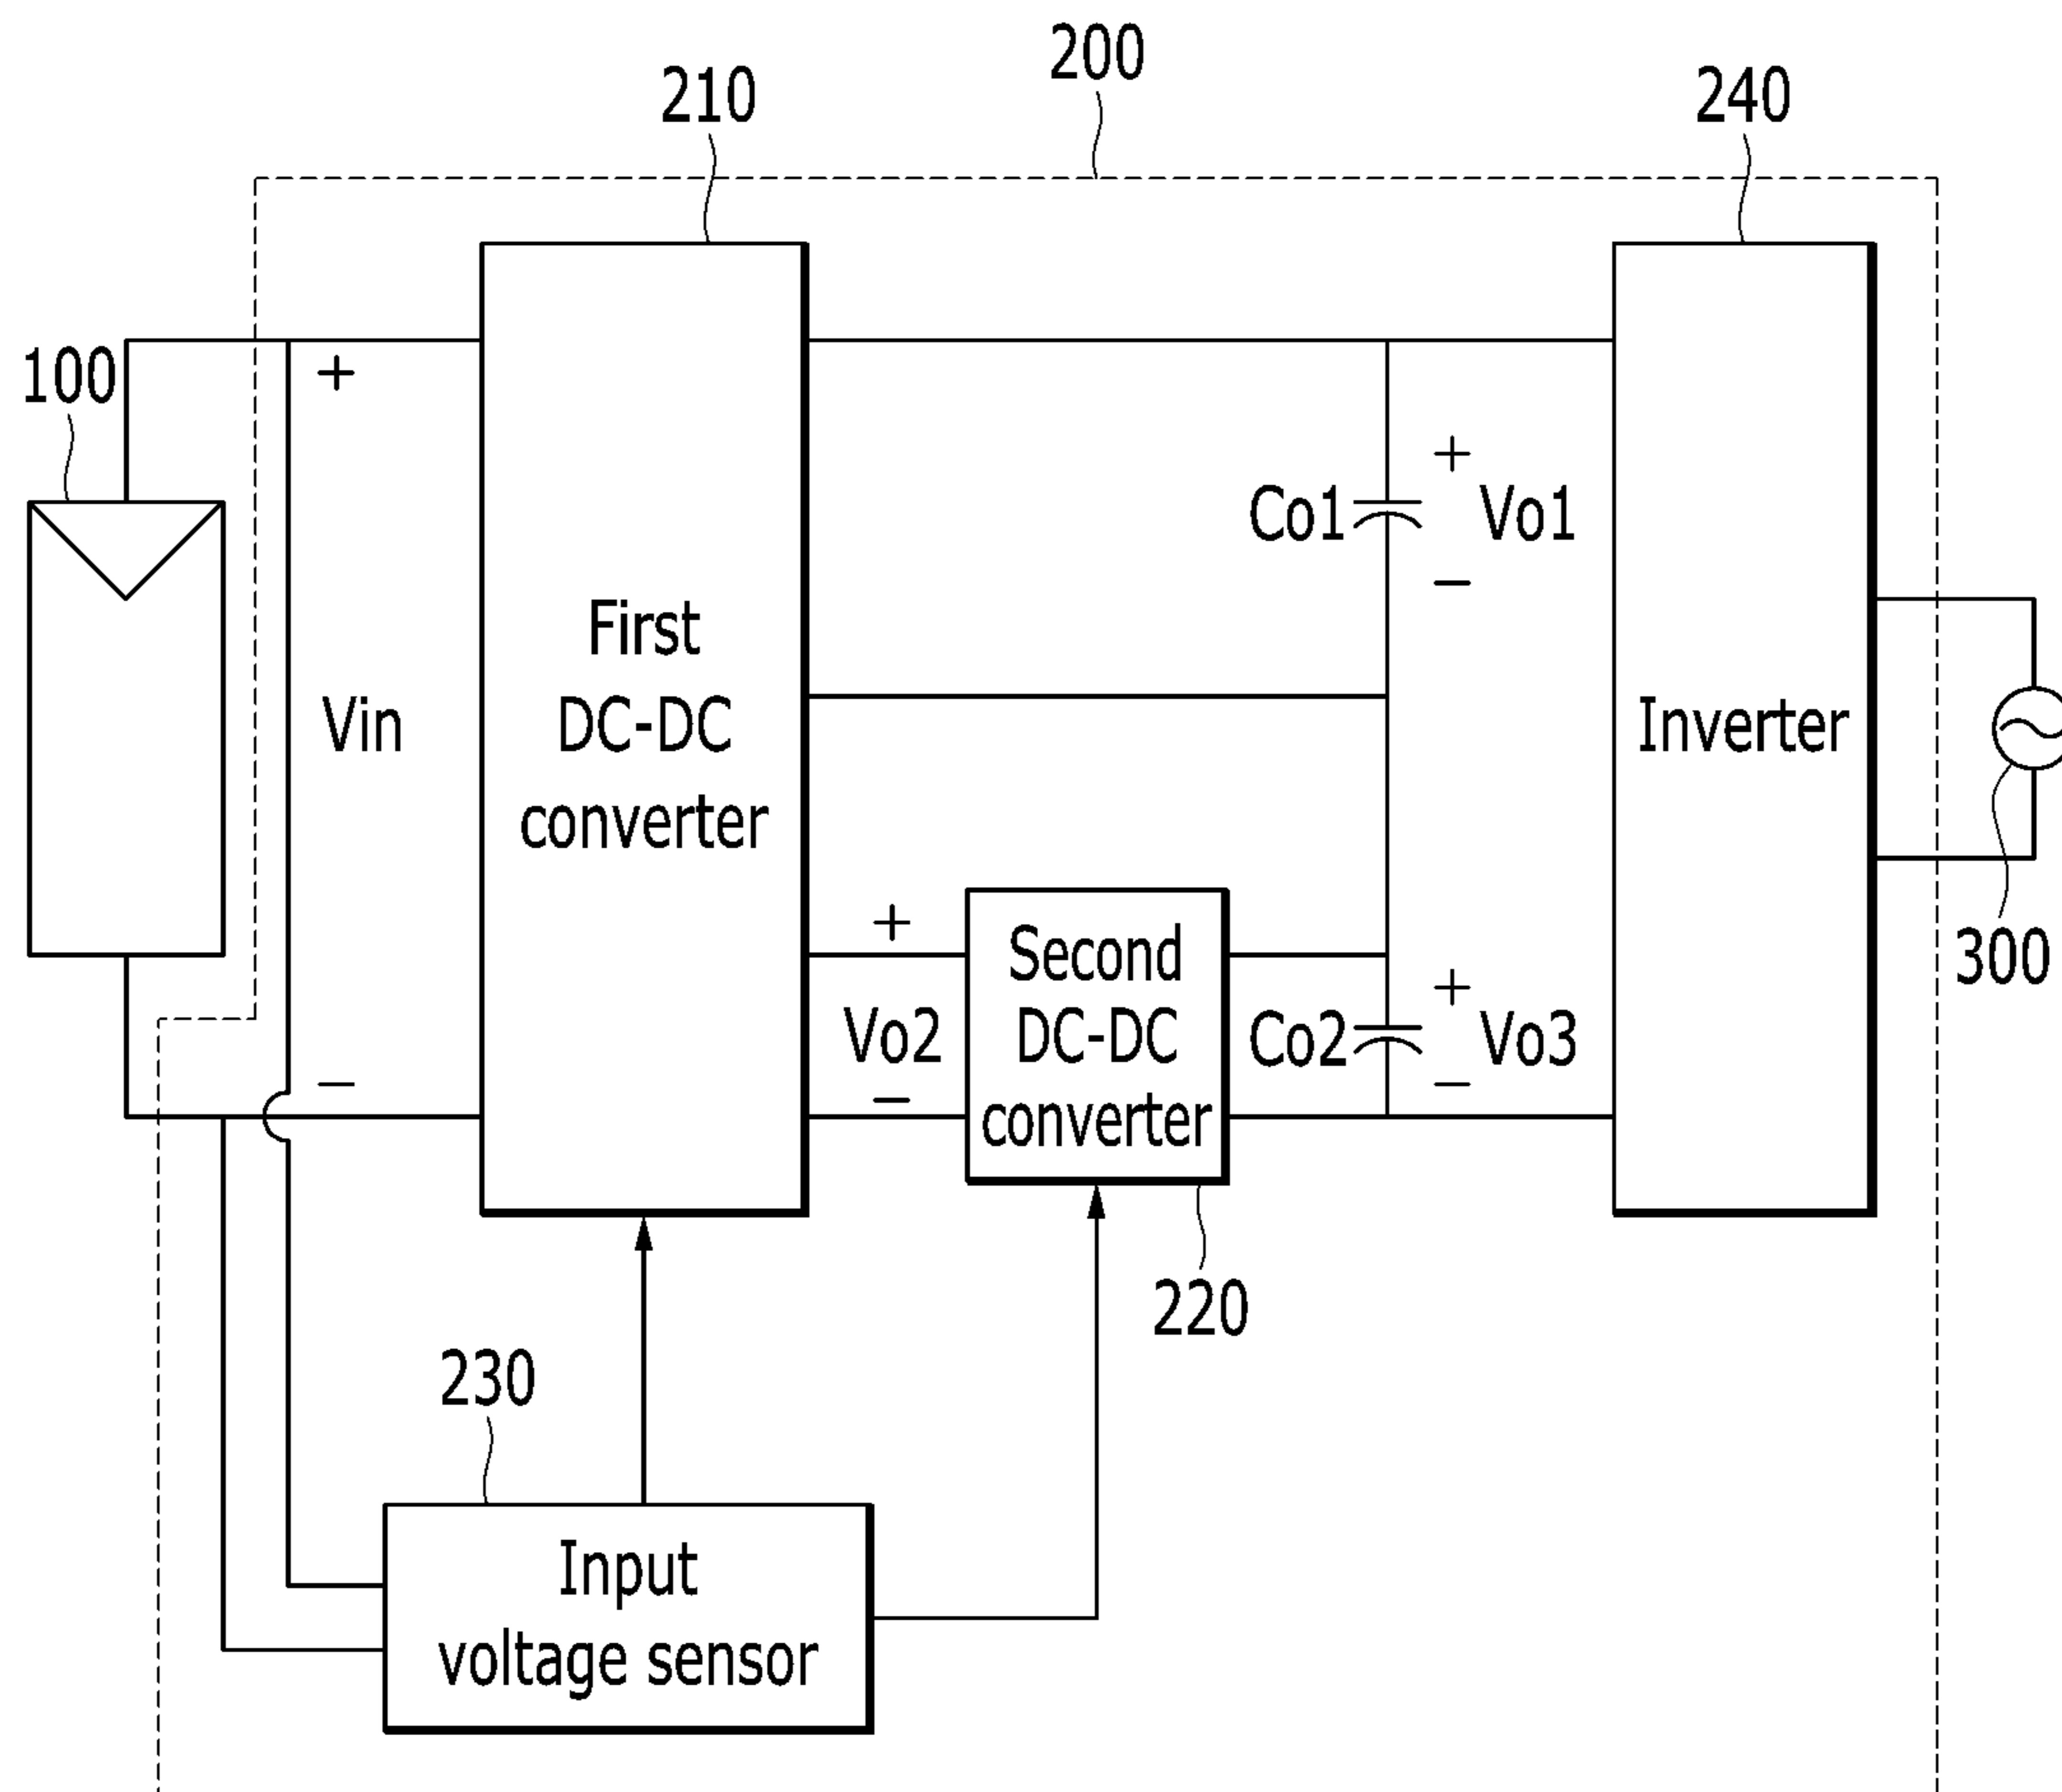 200
210
240
100
+
+
Co1
Vo1
−
First
DC-DC
converter
Vin
Inverter
+
Second
DC-DC
converter
300
Vo2
+
Co2
Vo3
−
−
−
220
230
Input
voltage sensor